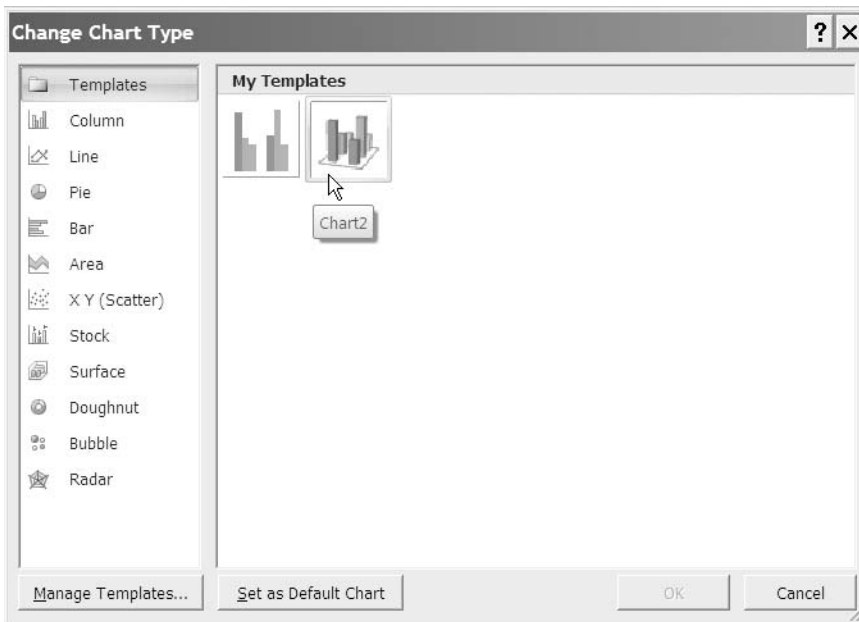 Change Chart Type
? X
Templates
Column
Line
Pie
Bar
Area
X Y (Scatter)
Stock
Surface
Doughnut
Bubble
Radar
My Templates
Chart2
Manage Templates...
Set as Default Chart
OK
Cancel